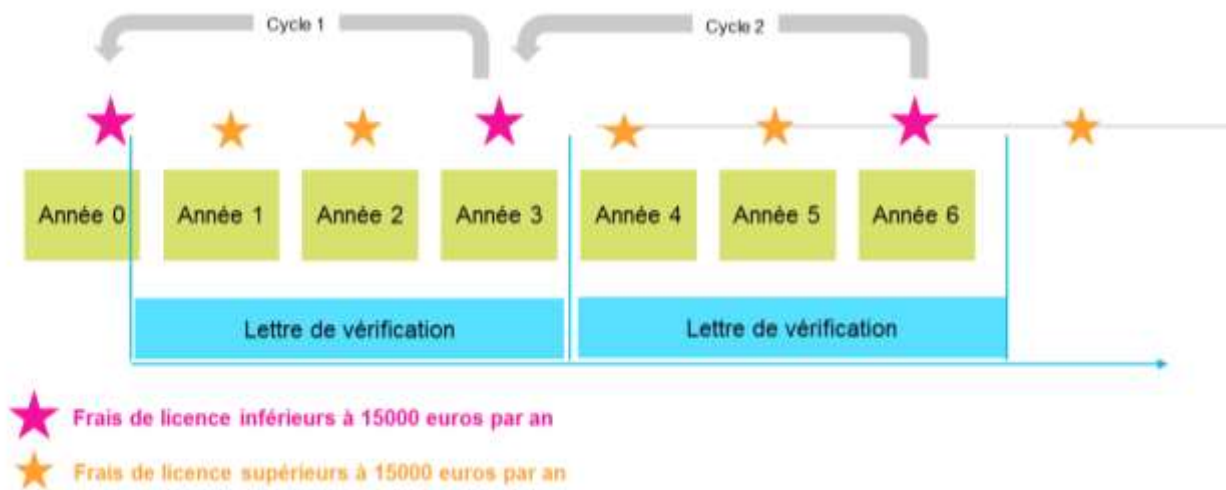 Cycle 1
Cycle 2
Année 0
Année 1
Année 2
Année 3
Année 4
Année 5
Année 6
Lettre de vérification
Lettre de vérification
Frais de licence inférieurs à 15000 euros par an
Frais de licence supérieurs à 15000 euros par an